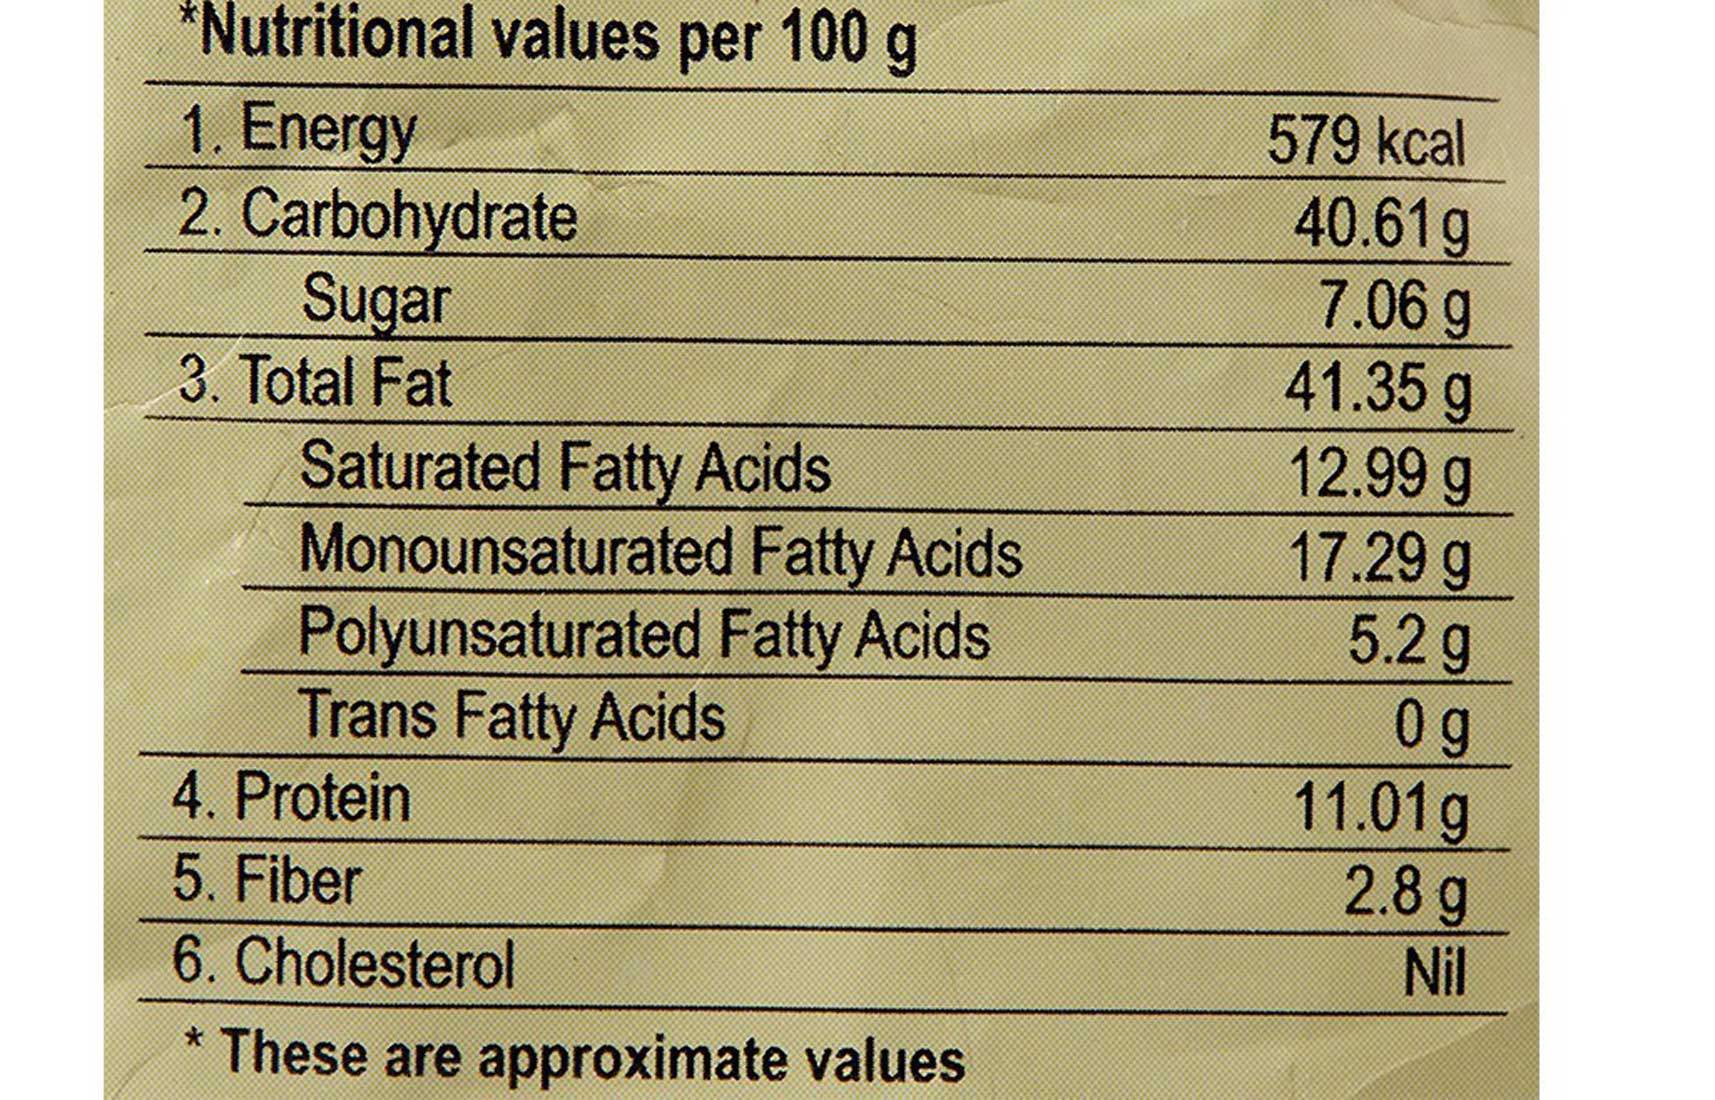 *Nutritional values per 100 g
1. Energy 579 kcal
2. Carbohydrate 40.61 g
Sugar 7.06 g
3. Total Fat 41.35 g
Saturated Fatty Acids 12.99 g
Monounsaturated Fatty Acids 17.29 g
Polyunsaturated Fatty Acids 5.2 g
Trans Fatty Acids 0 g
4. Protein 11.01 g
5. Fiber 2.8 g
6. Cholesterol Nil
* These are approximate values